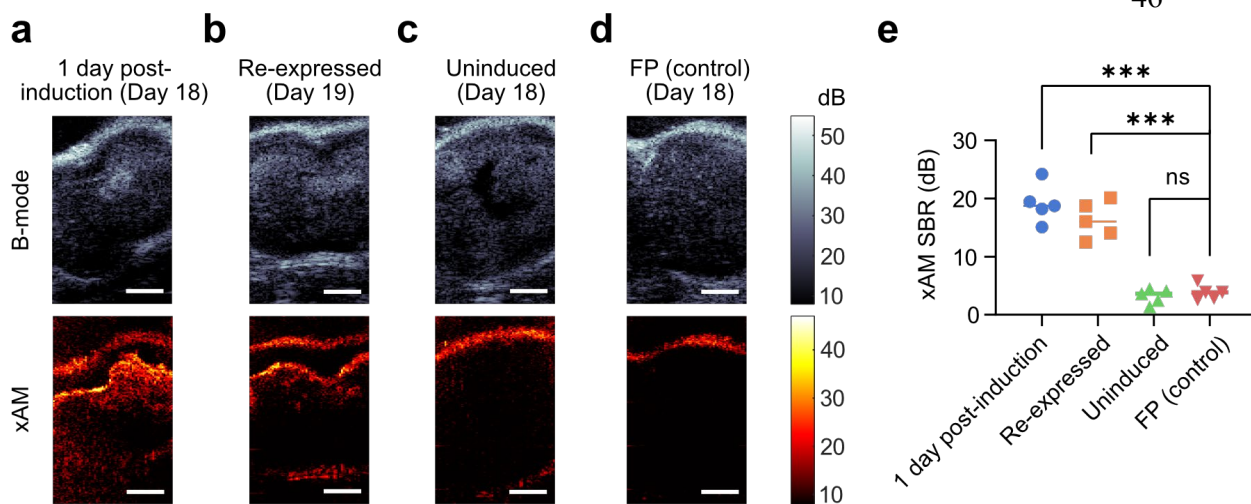 a
1 day post-
induction (Day 18)
b
Re-expressed
(Day 19)
c
Uninduced
(Day 18)
d
FP (control)
(Day 18)
dB
50
40
30
20
10
B-mode
xAM
40
30
20
10
e
***
***
ns
xAM SBR (dB)
30
20
10
0
1 day post-induction
Re-expressed
Uninduced
FP (control)